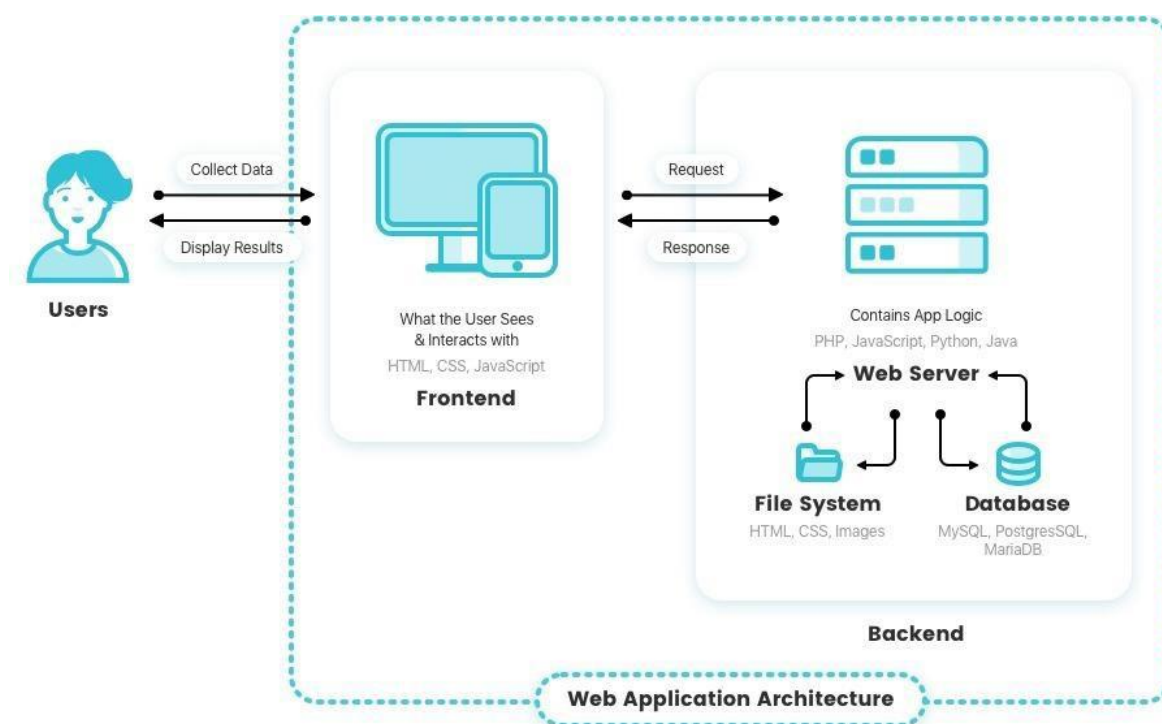 Collect Data
Display Results
Users
What the User Sees
& Interacts with
HTML, CSS, JavaScript
Frontend
Request
Response
Contains App Logic
PHP, JavaScript, Python, Java
Web Server
File System
HTML, CSS, Images
Database
MySQL, PostgresSQL,
MariaDB
Backend
Web Application Architecture